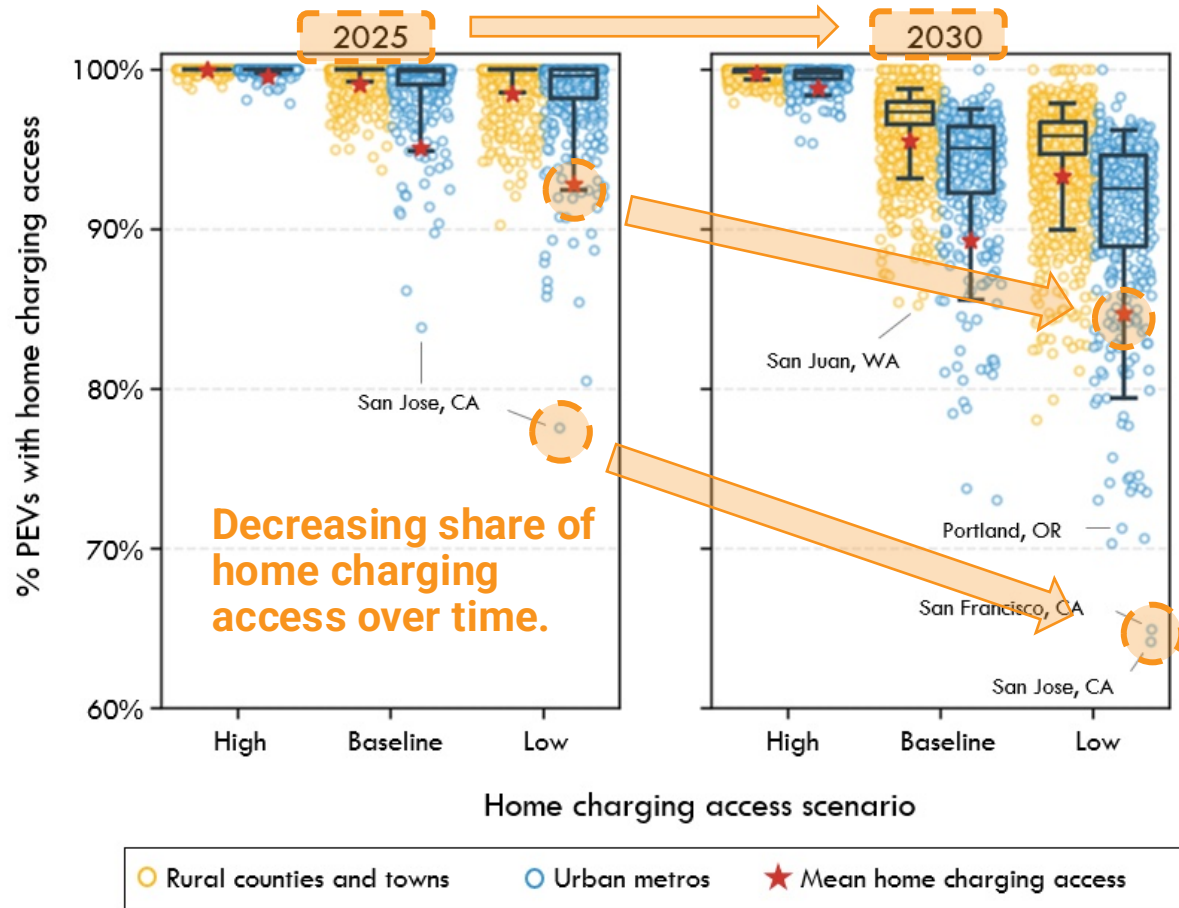 2025
2030
% PEVs with home charging access
100%
90%
80%
70%
60%
San Jose, CA
Decreasing share of
home charging
access over time.
San Juan, WA
Portland, OR
San Francisco, CA
San Jose, CA
High
Baseline
Low
High
Baseline
Low
Home charging access scenario
Rural counties and towns
Urban metros
Mean home charging access